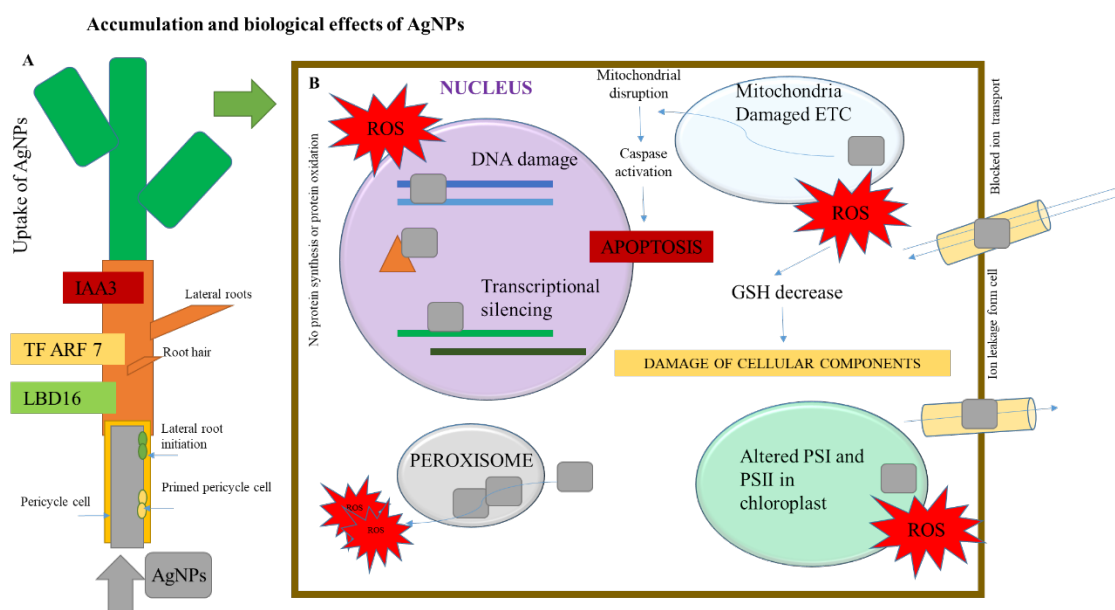 Accumulation and biological effects of AgNPs
A
Uptake of AgNPs
IAA3
Lateral roots
TF ARF 7
Root hair
LBD16
Lateral root
initiation
Pericycle cell
Primed pericycle cell
AgNPs
B
No protein synthesis or protein oxidation
NUCLEUS
ROS
DNA damage
Transcriptional
silencing
Mitochondrial
disruption
Caspase
activation
APOPTOSIS
Mitochondria
Damaged ETC
ROS
GSH decrease
DAMAGE OF CELLULAR COMPONENTS
Blocked ion transport
Ion leakage form cell
PEROXISOME
ROS
ROS
Altered PSI and
PSII in
chloroplast
ROS